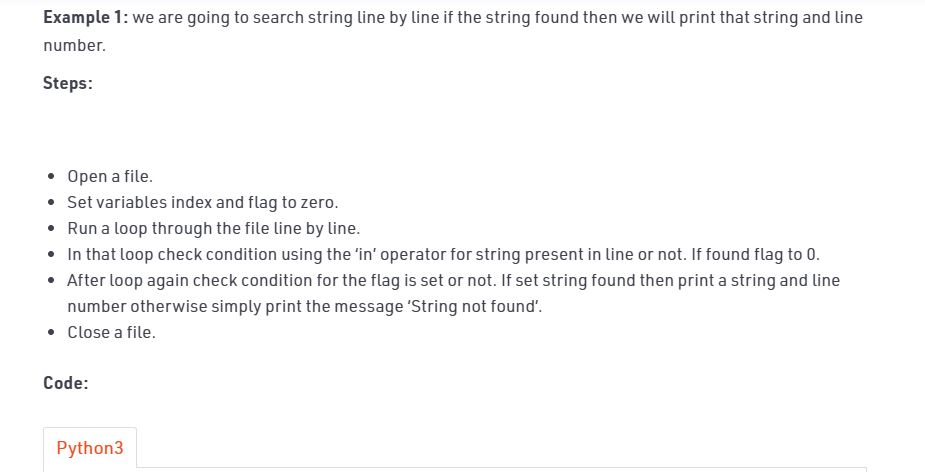 Example 1: we are going to search string line by line if the string found then we will print that string and line
number.
Steps:
• Open a file.
• Set variables index and flag to zero.
• Run a loop through the file line by line.
• In that loop check condition using the ‘in’ operator for string present in line or not. If found flag to 0.
• After loop again check condition for the flag is set or not. If set string found then print a string and line
number otherwise simply print the message ‘String not found’.
• Close a file.
Code:
Python3